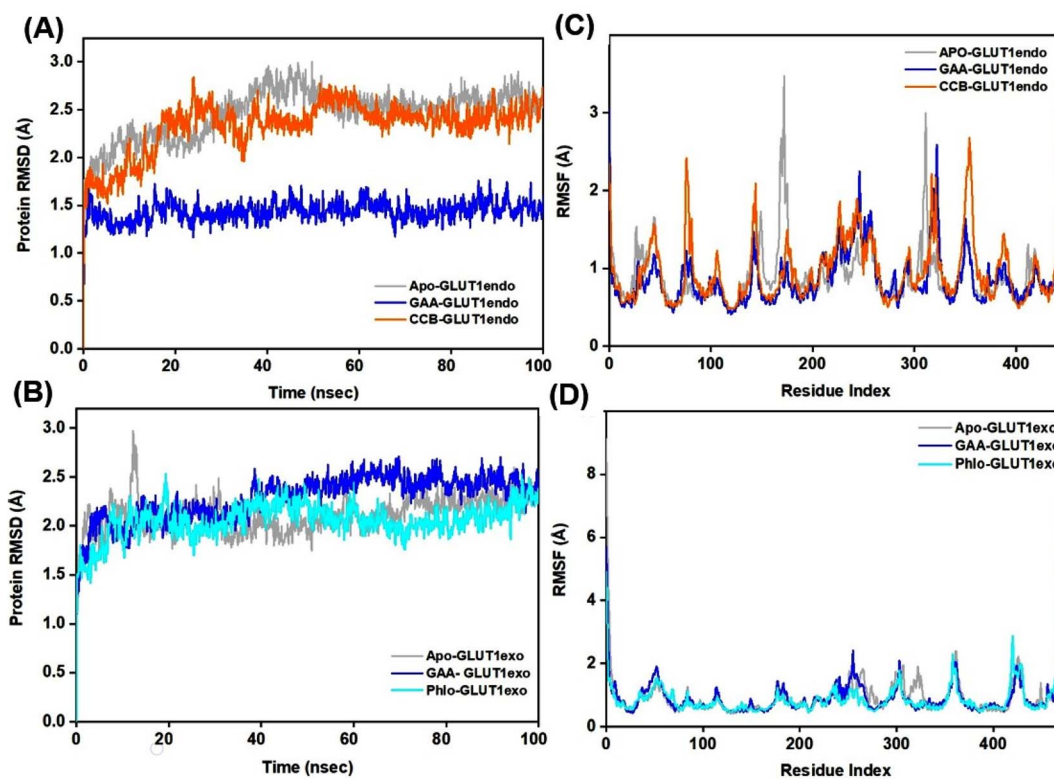 (A)
3.0
2.5
2.0
1.5
1.0
0.5
0.0
Protein RMSD (Å)
Apo-GLUT1endo
GAA-GLUT1endo
CCB-GLUT1endo
0 20 40 60 80 100
Time (nsec)
(C)
3
2
1
0
RMSF (Å)
APO-GLUT1endo
GAA-GLUT1endo
CCB-GLUT1endo
0 100 200 300 400
Residue Index
(B)
3.0
2.5
2.0
1.5
1.0
0.5
0.0
Protein RMSD (Å)
Apo-GLUT1exo
GAA- GLUT1exo
Phlo-GLUT1exo
0 20 40 60 80 100
Time (nsec)
(D)
8
6
4
2
0
RMSF (Å)
Apo-GLUT1exo
GAA-GLUT1exo
Phlo-GLUT1exo
0 100 200 300 400
Residue Index